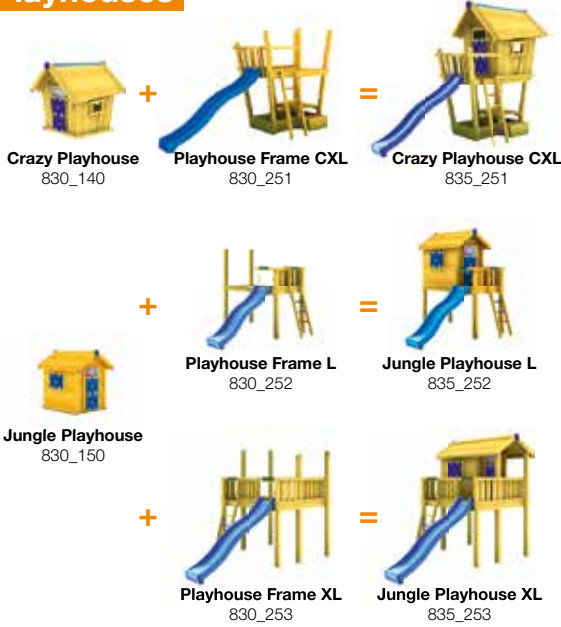 Playhouses
+ =
Crazy Playhouse Playhouse Frame CXL Crazy Playhouse CXL
830_140 830_251 835_251
+ =
Playhouse Frame L Jungle Playhouse L
830_252 835_252
Jungle Playhouse
830_150
+ =
Playhouse Frame XL Jungle Playhouse XL
830_253 835_253